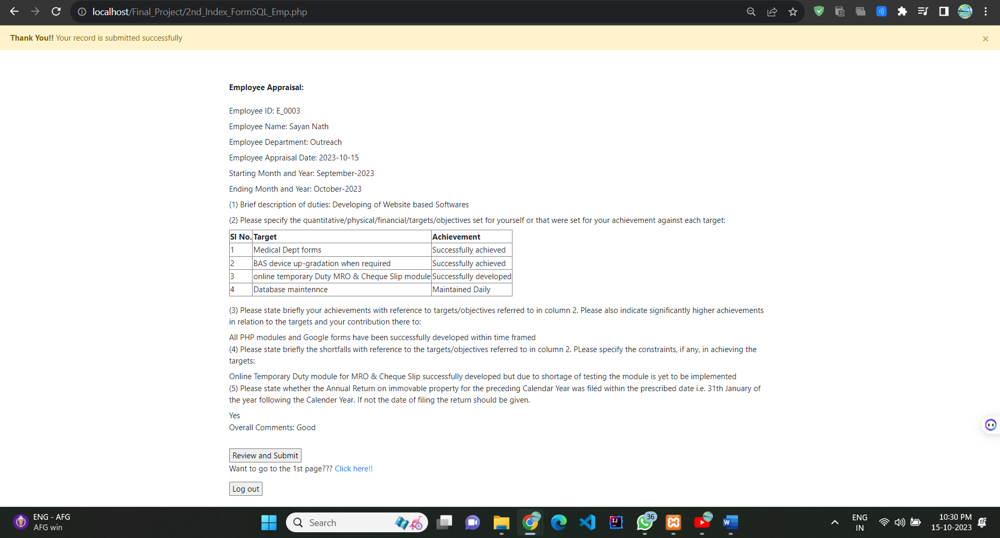 localhost/Final_Project/2nd_Index_FormSQL_Emp.php
Thank You!! Your record is submitted successfully ×
Employee Appraisal:
Employee ID: E_0003
Employee Name: Sayan Nath
Employee Department: Outreach
Employee Appraisal Date: 2023-10-15
Starting Month and Year: September-2023
Ending Month and Year: October-2023
(1) Brief description of duties: Developing of Website based Softwares
(2) Please specify the quantitative/physical/financial/targets/objectives set for yourself or that were set for your achievement against each target:
Sl No. Target Achievement
1 Medical Dept forms Successfully achieved
2 BAS device up-gradation when required Successfully achieved
3 online temporary Duty MRO & Cheque Slip module Successfully developed
4 Database maintennce Maintained Daily
(3) Please state briefly your achievements with reference to targets/objectives referred to in column 2. Please also indicate significantly higher achievements
in relation to the targets and your contribution there to:
All PHP modules and Google forms have been successfully developed within time framed
(4) Please state briefly the shortfalls with reference to the targets/objectives referred to in column 2. PLease specify the constraints, if any, in achieving the
targets:
Online Temporary Duty module for MRO & Cheque Slip successfully developed but due to shortage of testing the module is yet to be implemented
(5) Please state whether the Annual Return on immovable property for the preceding Calendar Year was filed within the prescribed date i.e. 31th January of
the year following the Calender Year. If not the date of filing the return should be given.
Yes
Overall Comments: Good
Review and Submit
Want to go to the 1st page??? Click here!!
Log out
ENG - AFG
AFG win
Search
36
ENG
IN
10:30 PM
15-10-2023